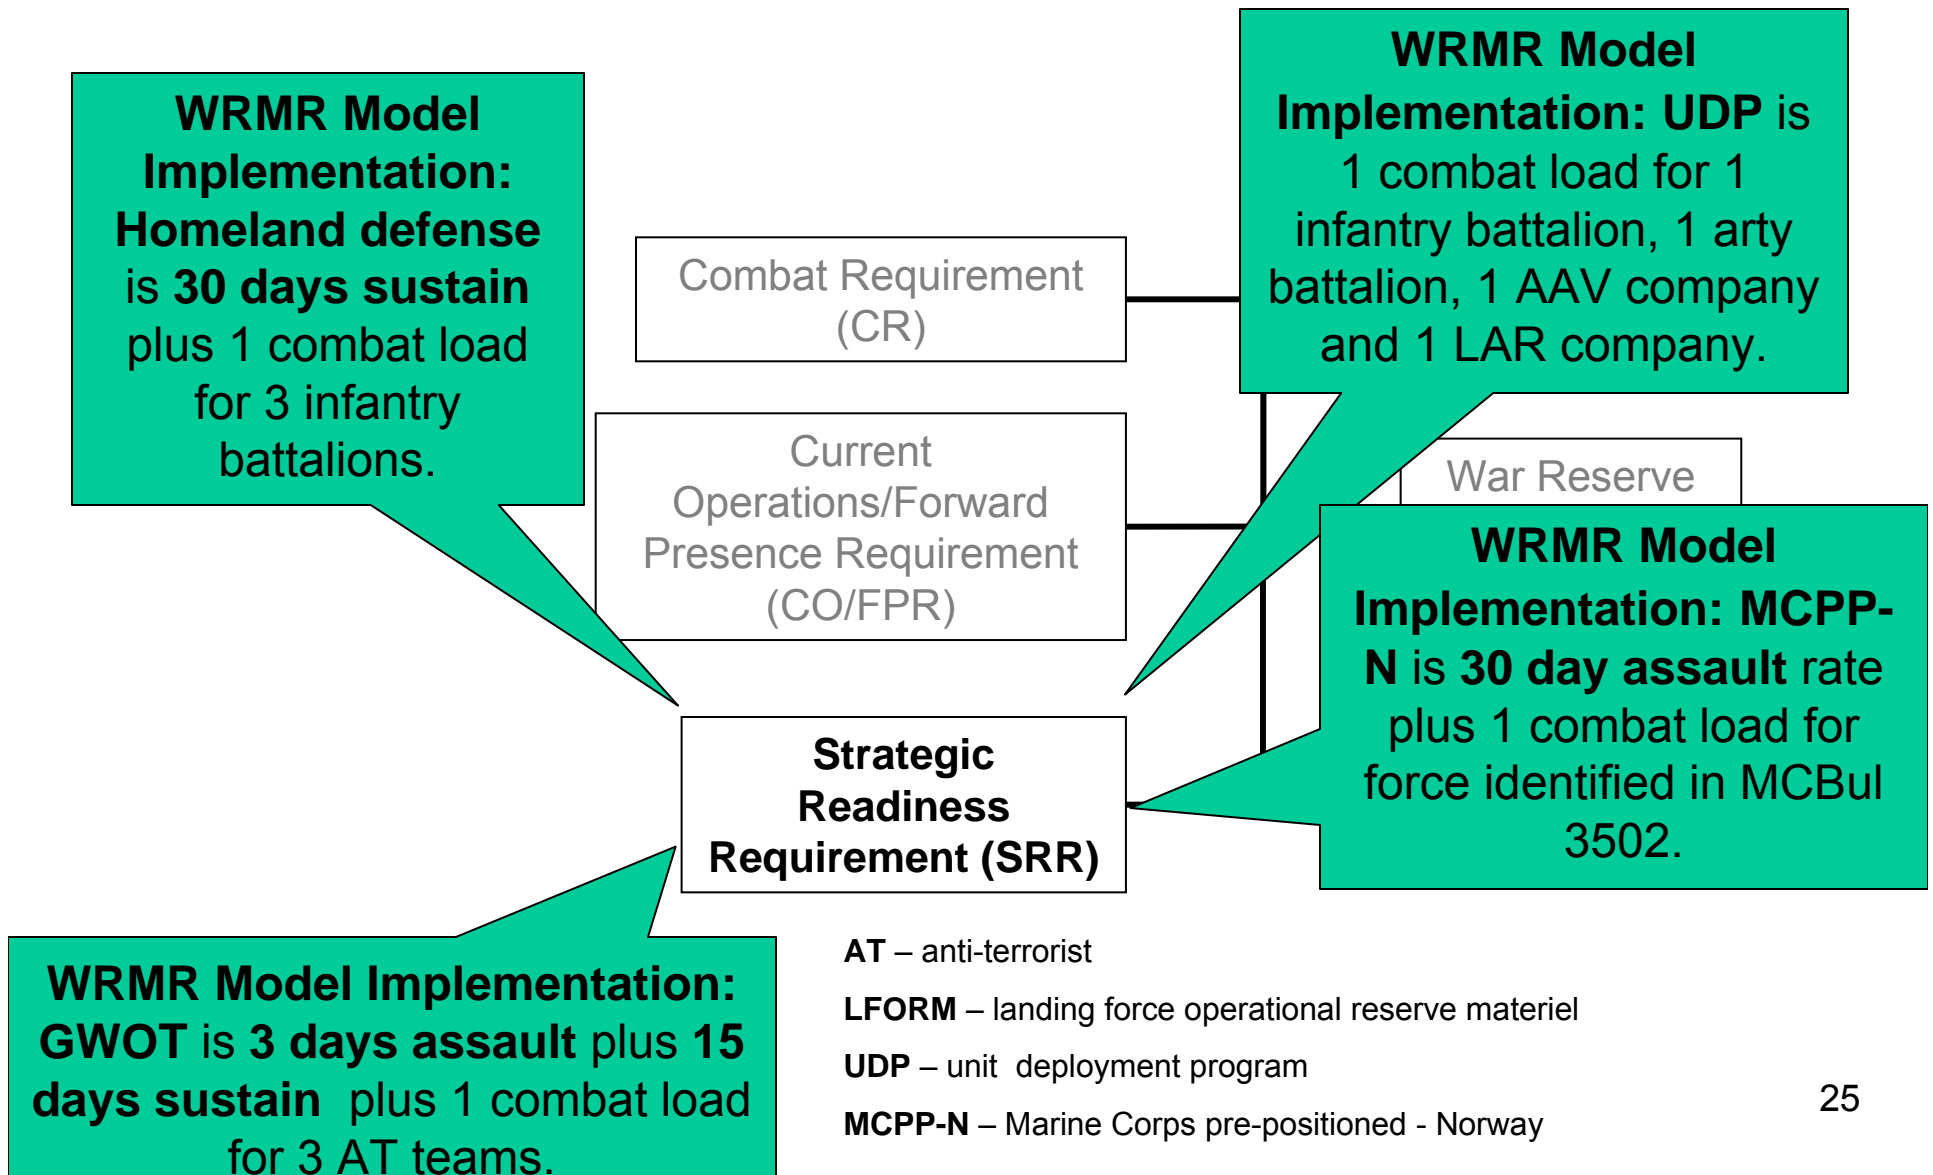 WRMR Model
Implementation:
Homeland defense
is 30 days sustain
plus 1 combat load
for 3 infantry
battalions.
WRMR Model
Implementation: UDP is
1 combat load for 1
infantry battalion, 1 arty
battalion, 1 AAV company
and 1 LAR company.
Combat Requirement
(CR)
Current
Operations/Forward
Presence Requirement
(CO/FPR)
War Reserve
WRMR Model
Implementation: MCPP-
N is 30 day assault rate
plus 1 combat load for
force identified in MCBul
3502.
Strategic
Readiness
Requirement (SRR)
WRMR Model Implementation:
GWOT is 3 days assault plus 15
days sustain plus 1 combat load
for 3 AT teams.
AT – anti-terrorist
LFORM – landing force operational reserve materiel
UDP – unit deployment program
MCPP-N – Marine Corps pre-positioned - Norway
25